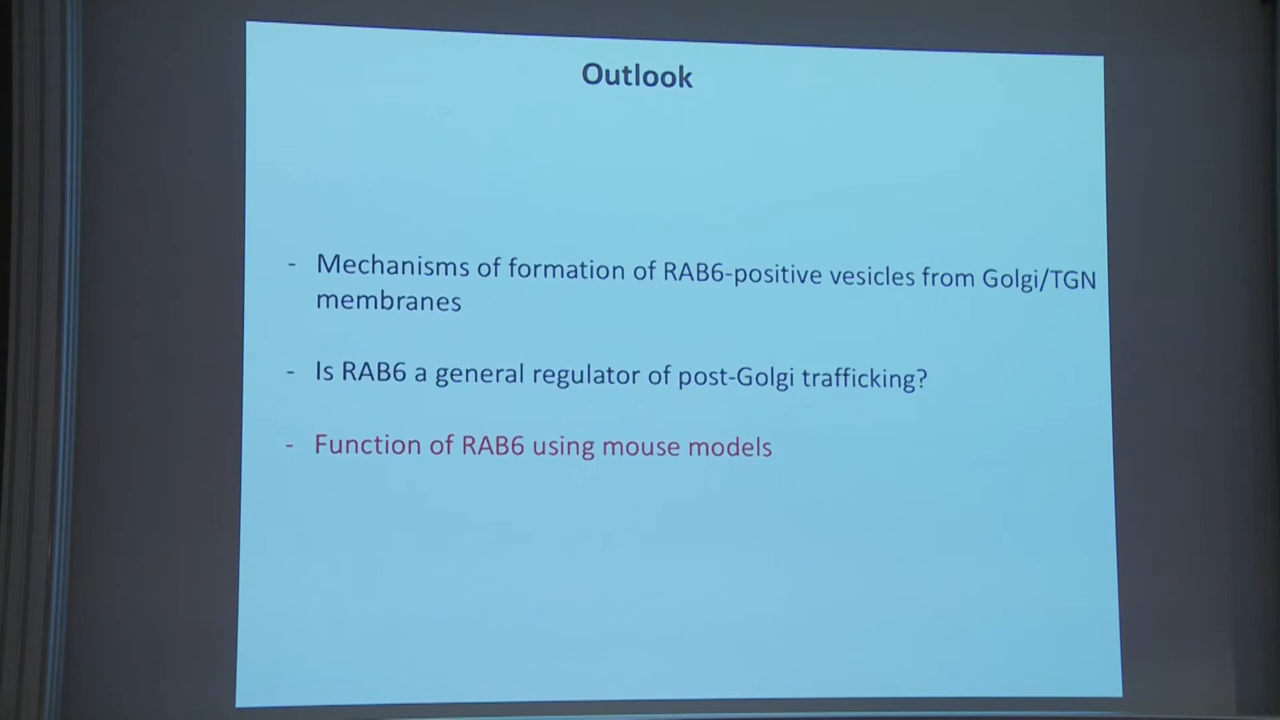 Outlook
- Mechanisms of formation of RAB6-positive vesicles from Golgi/TGN
membranes
- Is RAB6 a general regulator of post-Golgi trafficking?
- Function of RAB6 using mouse models